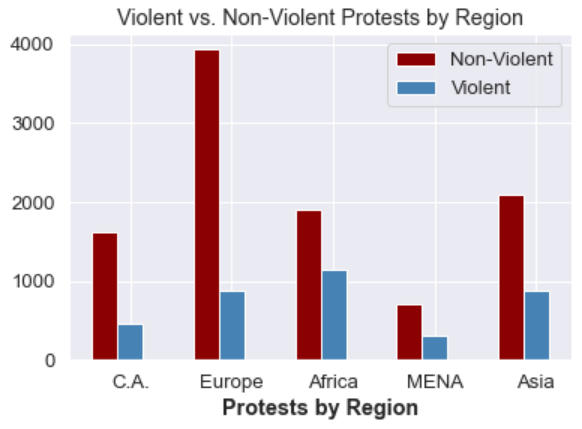 Violent vs. Non-Violent Protests by Region
4000
3000
2000
1000
0
Non-Violent
Violent
C.A.
Europe
Africa
MENA
Asia
Protests by Region